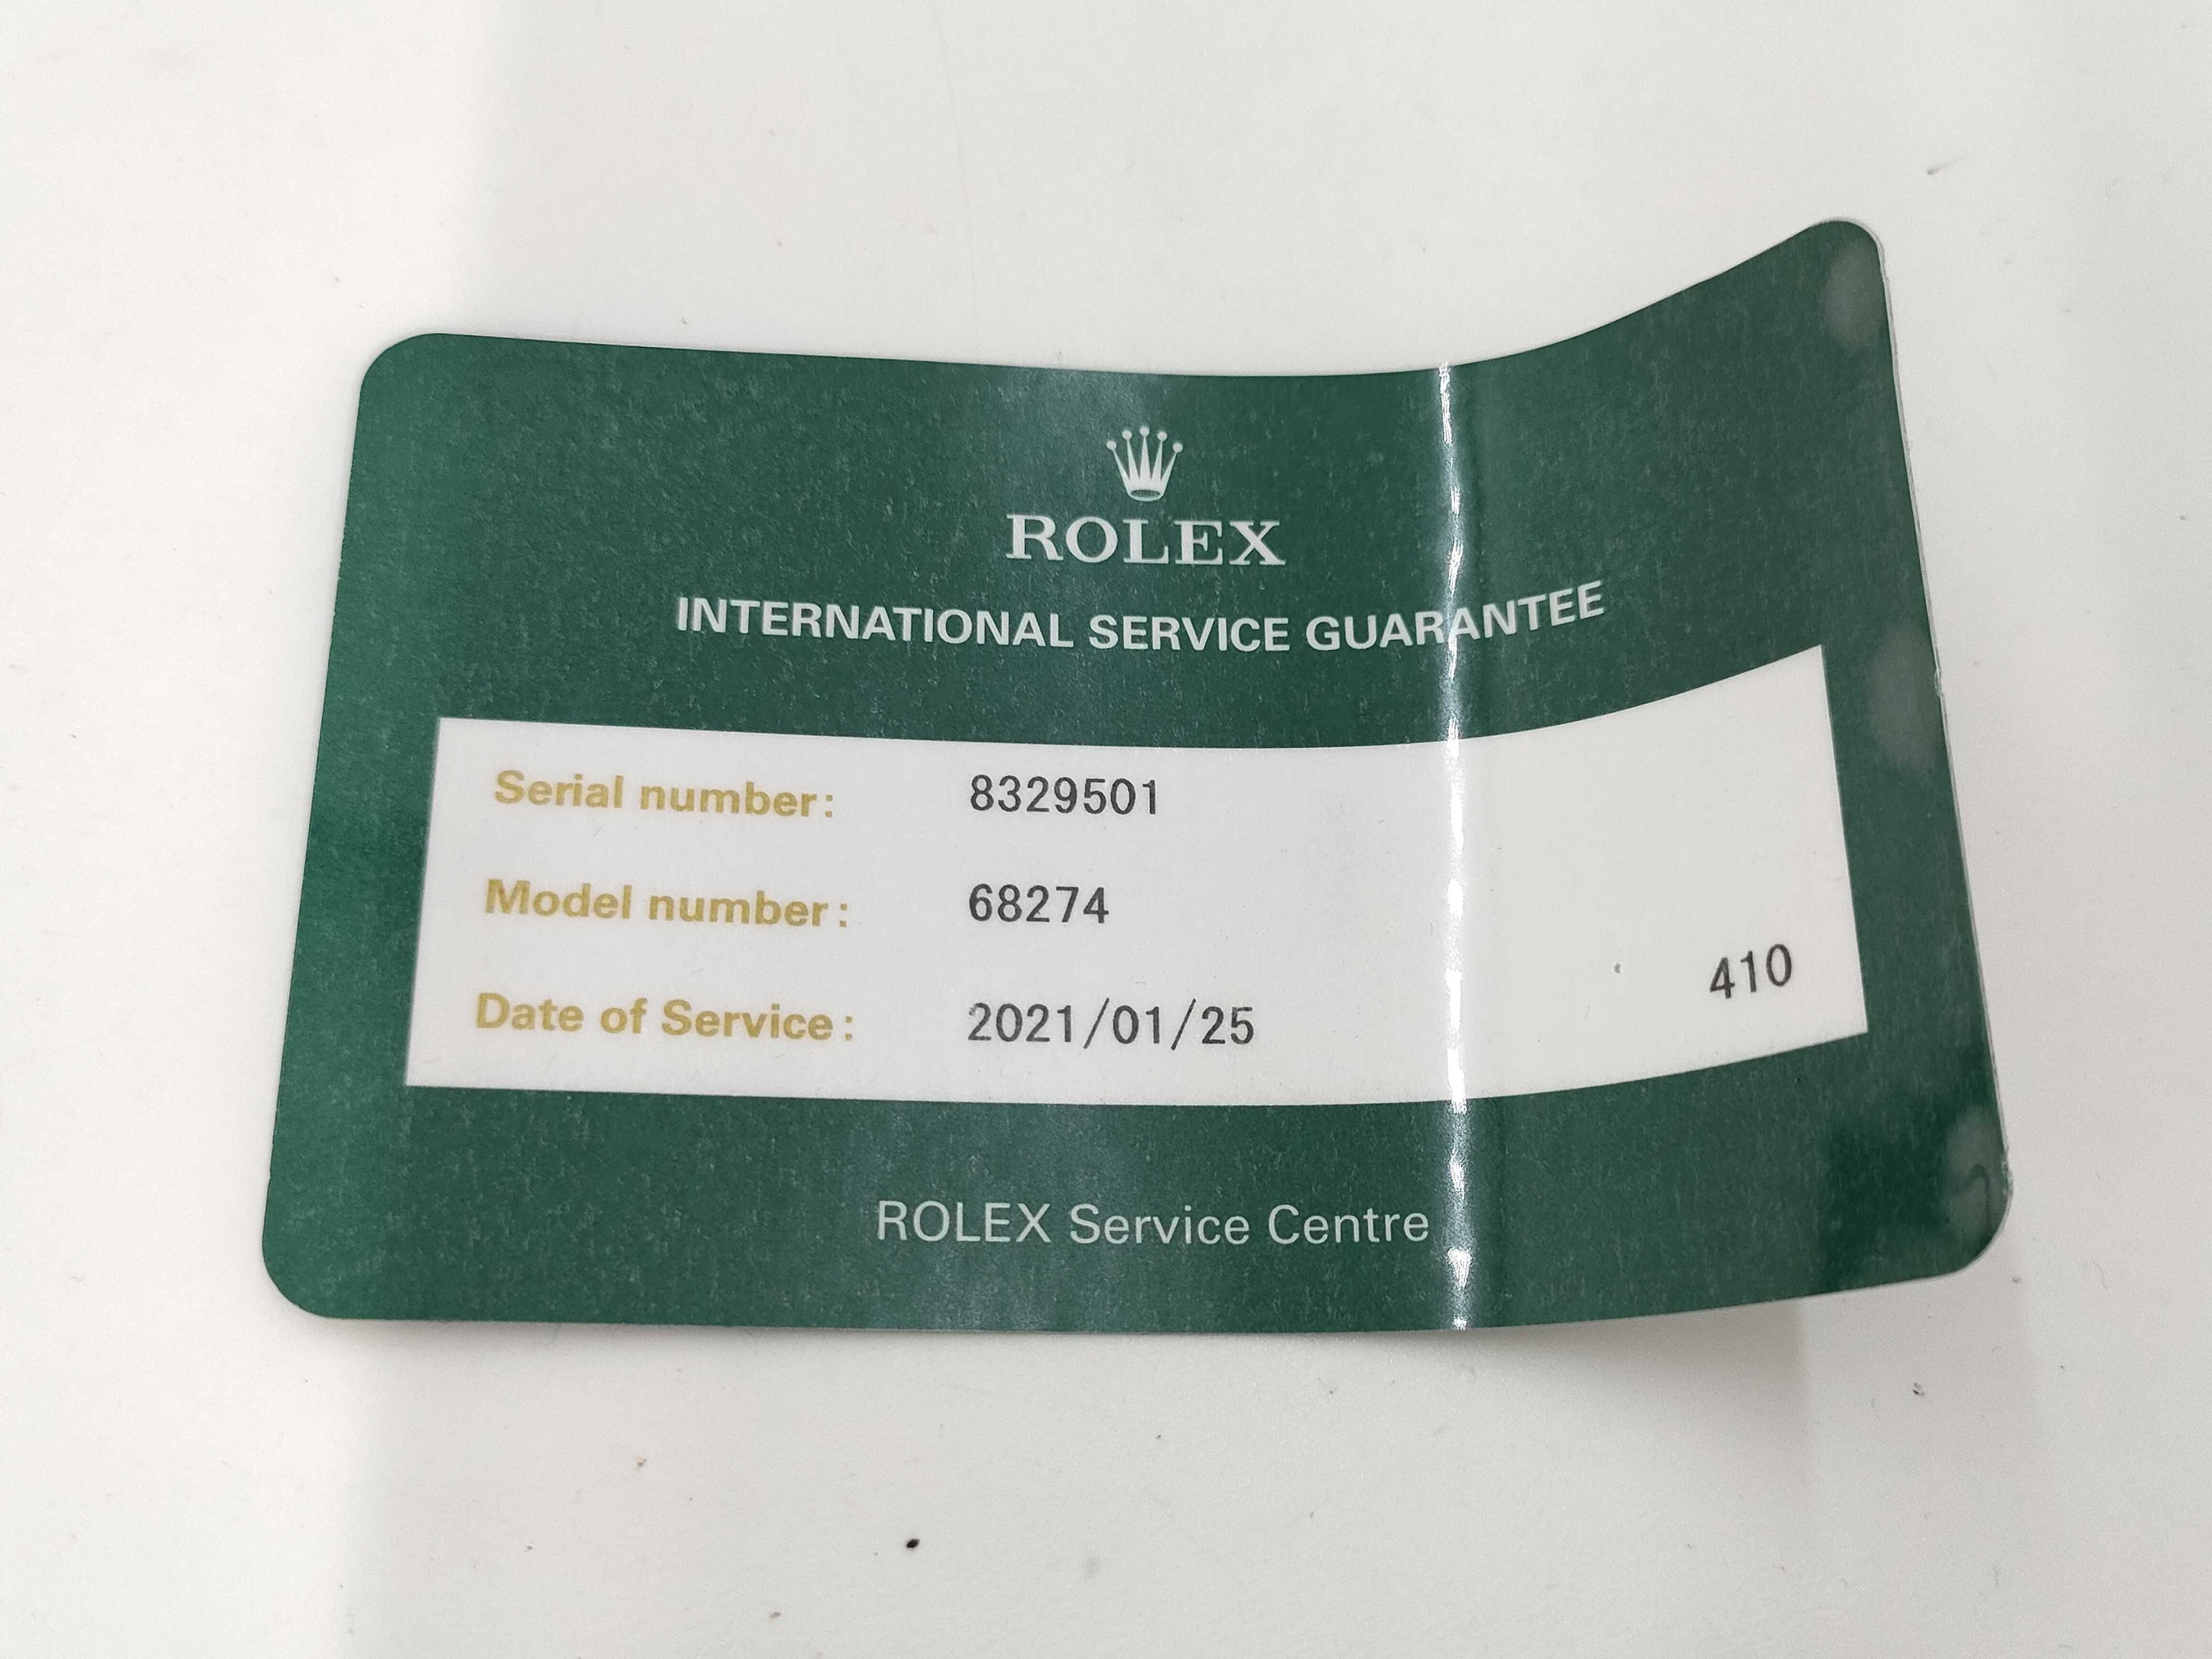 ROLEX
INTERNATIONAL SERVICE GUARANTEE
Serial number: 8329501
Model number: 68274
Date of Service: 2021/01/25 410
ROLEX Service Centre